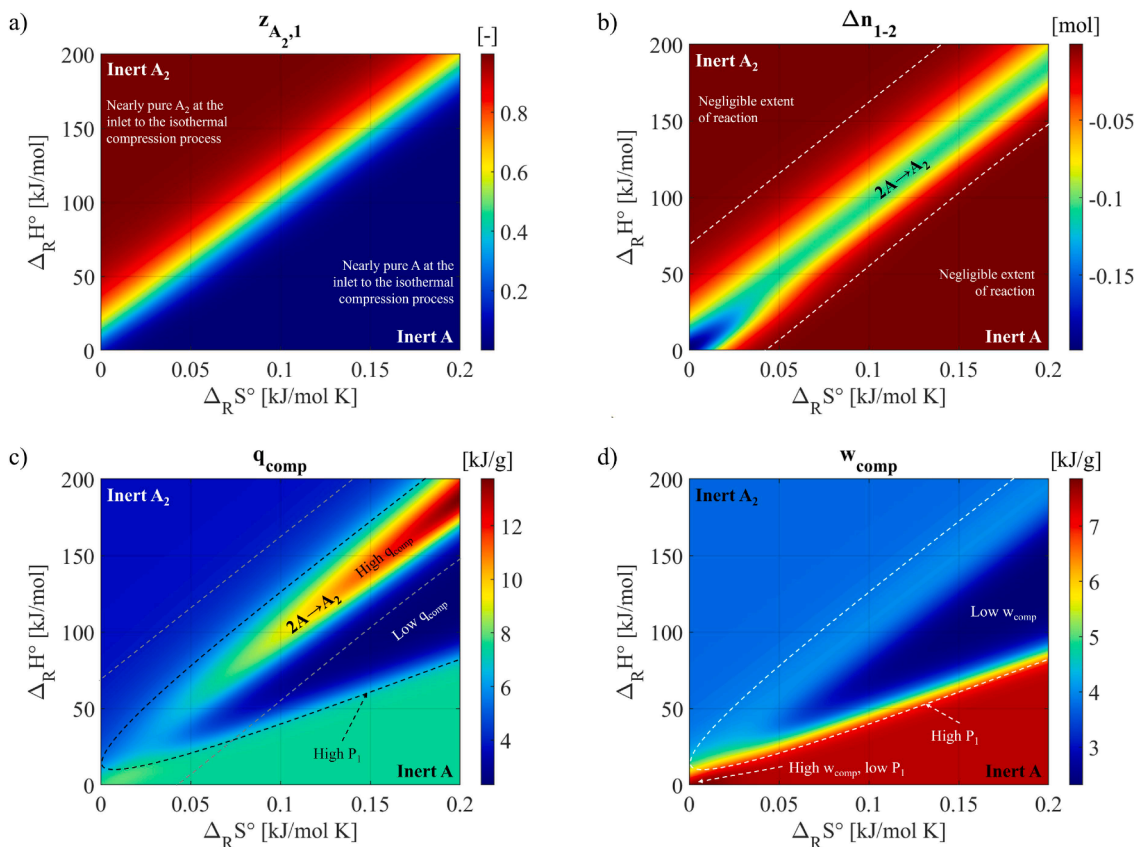 a)
z_A₂,1
[-]
Inert A₂
Nearly pure A₂ at the
inlet to the isothermal
compression process
Nearly pure A at the
inlet to the isothermal
compression process
Inert A
200
150
100
50
0
Δ_R H° [kJ/mol]
0
0.05
0.1
0.15
0.2
Δ_R S° [kJ/mol K]
0.8
0.6
0.4
0.2
b)
Δn₁₋₂
[mol]
Inert A₂
Negligible extent
of reaction
2A→A₂
Negligible extent
of reaction
Inert A
200
150
100
50
0
Δ_R H° [kJ/mol]
0
0.05
0.1
0.15
0.2
Δ_R S° [kJ/mol K]
-0.05
-0.1
-0.15
c)
q_comp
[kJ/g]
Inert A₂
High q_comp
2A→A₂
Low q_comp
High P₁
Inert A
200
150
100
50
0
Δ_R H° [kJ/mol]
0
0.05
0.1
0.15
0.2
Δ_R S° [kJ/mol K]
12
10
8
6
4
d)
w_comp
[kJ/g]
Inert A₂
Low w_comp
High P₁
High w_comp, low P₁
Inert A
200
150
100
50
0
Δ_R H° [kJ/mol]
0
0.05
0.1
0.15
0.2
Δ_R S° [kJ/mol K]
7
6
5
4
3